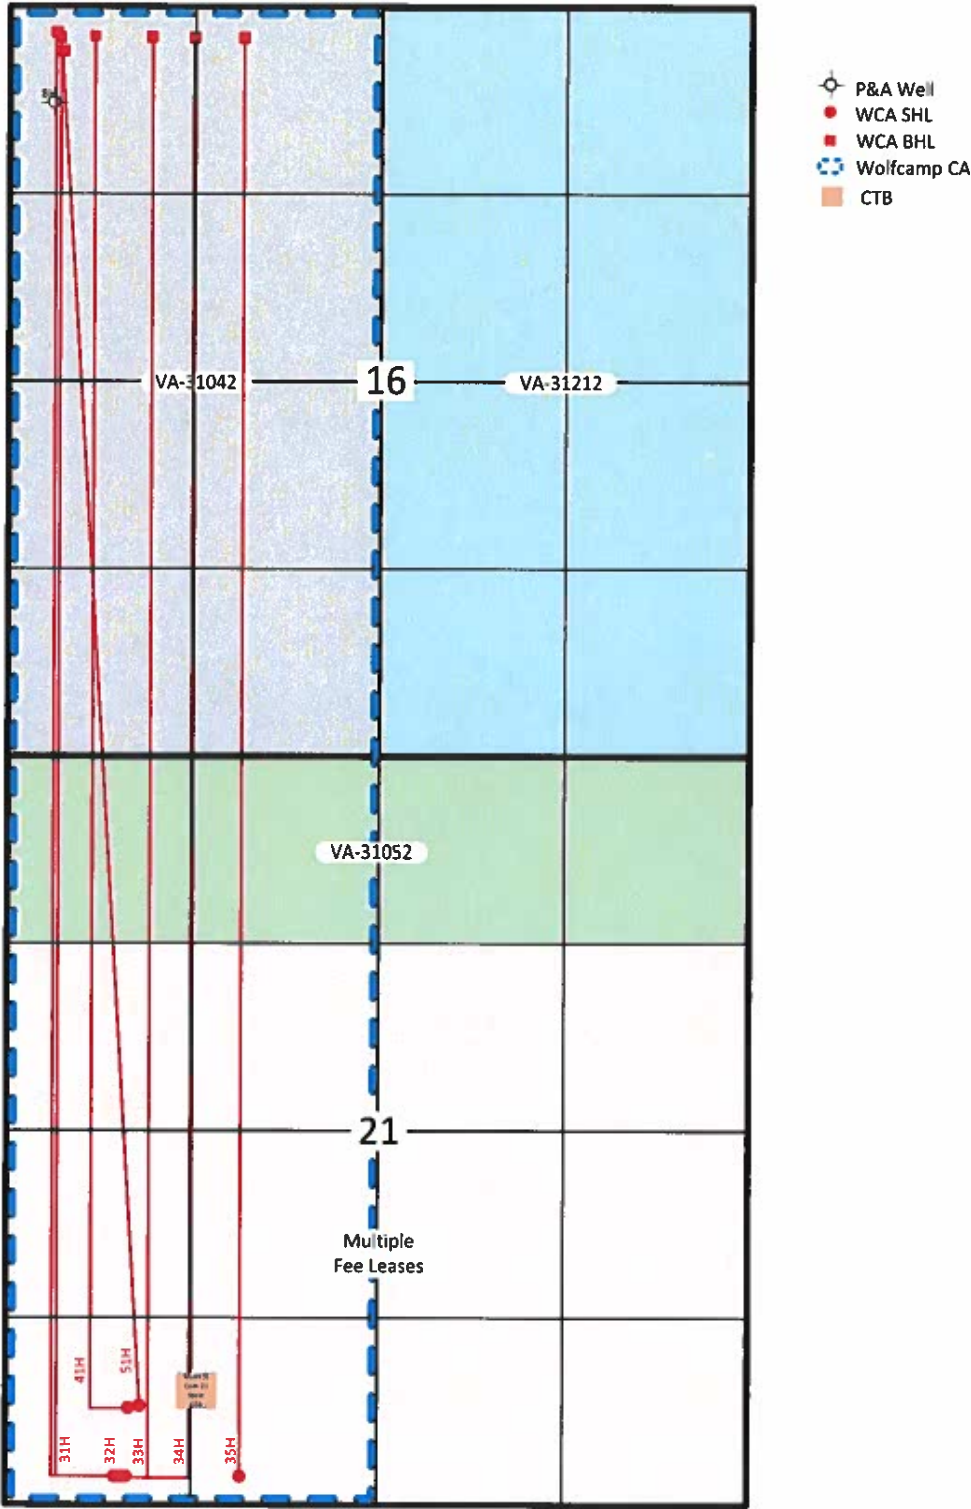 P&A Well
WCA SHL
WCA BHL
Wolfcamp CA
CTB
VA-31042
16
VA-31212
VA-31052
21
Multiple
Fee Leases
41H
51H
31H
32H
33H
34H
35H